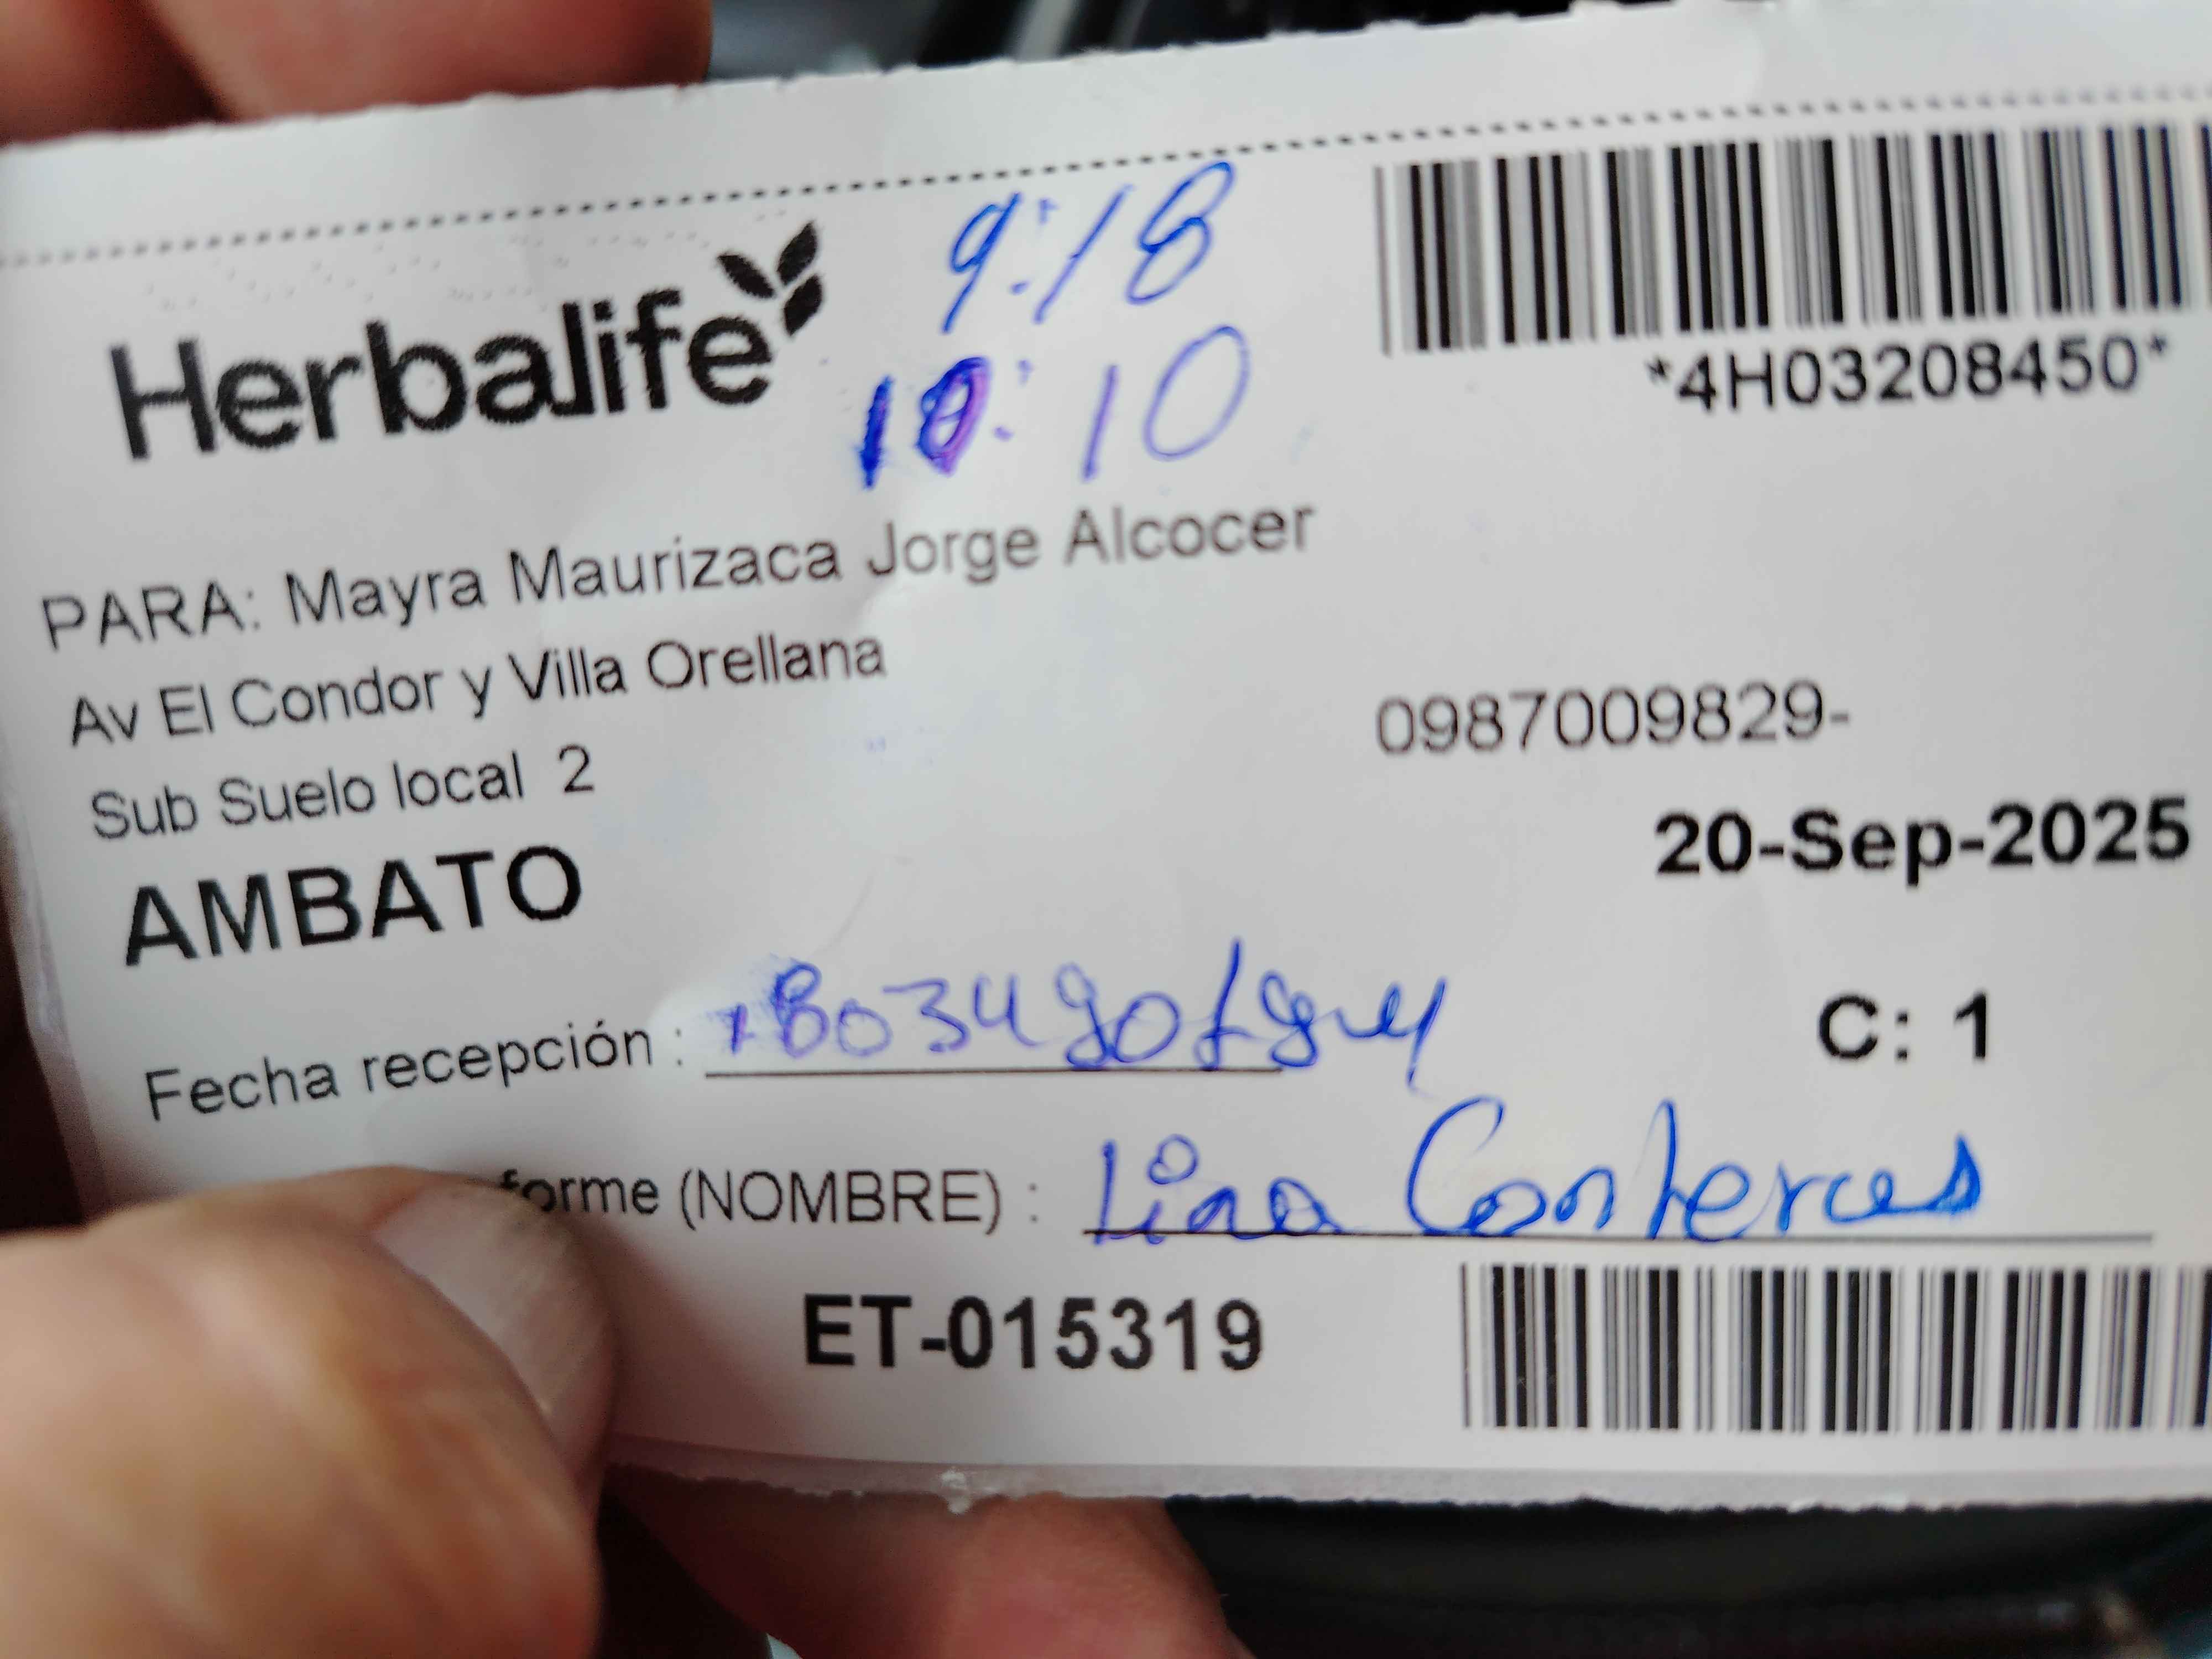 Herbalife
9:18
10:10
*4H03208450*
PARA: Mayra Maurizaca Jorge Alcocer
Av El Condor y Villa Orellana
0987009829-
Sub Suelo local 2
20-Sep-2025
AMBATO
Fecha recepción :
C: 1
forme (NOMBRE) : Lina
ET-015319